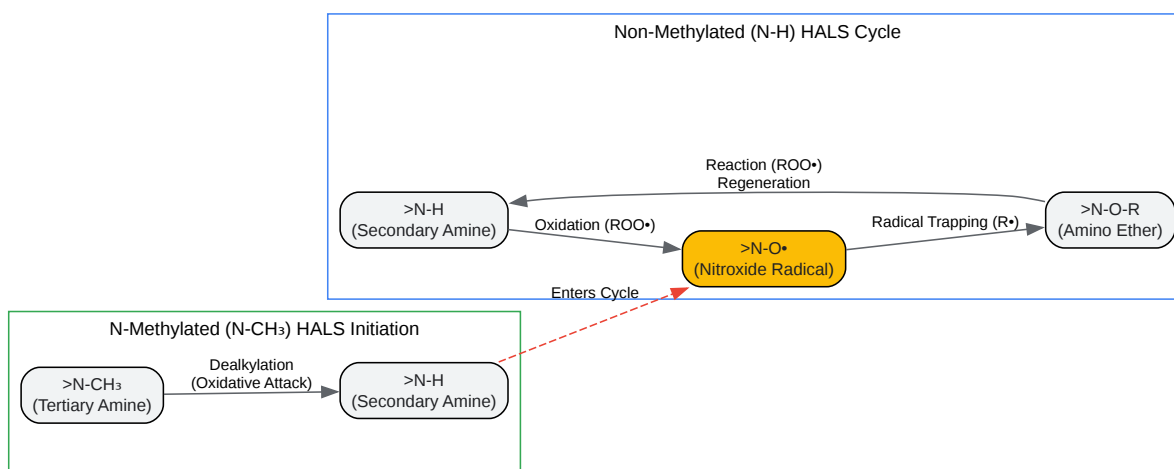 Non-Methylated (N-H) HALS Cycle
Reaction (ROO•)
Regeneration
>N-H
(Secondary Amine)
Oxidation (ROO•)
>N-O•
(Nitroxide Radical)
Radical Trapping (R•)
>N-O-R
(Amino Ether)
Enters Cycle
N-Methylated (N-CH₃) HALS Initiation
>N-CH₃
(Tertiary Amine)
Dealkylation
(Oxidative Attack)
>N-H
(Secondary Amine)